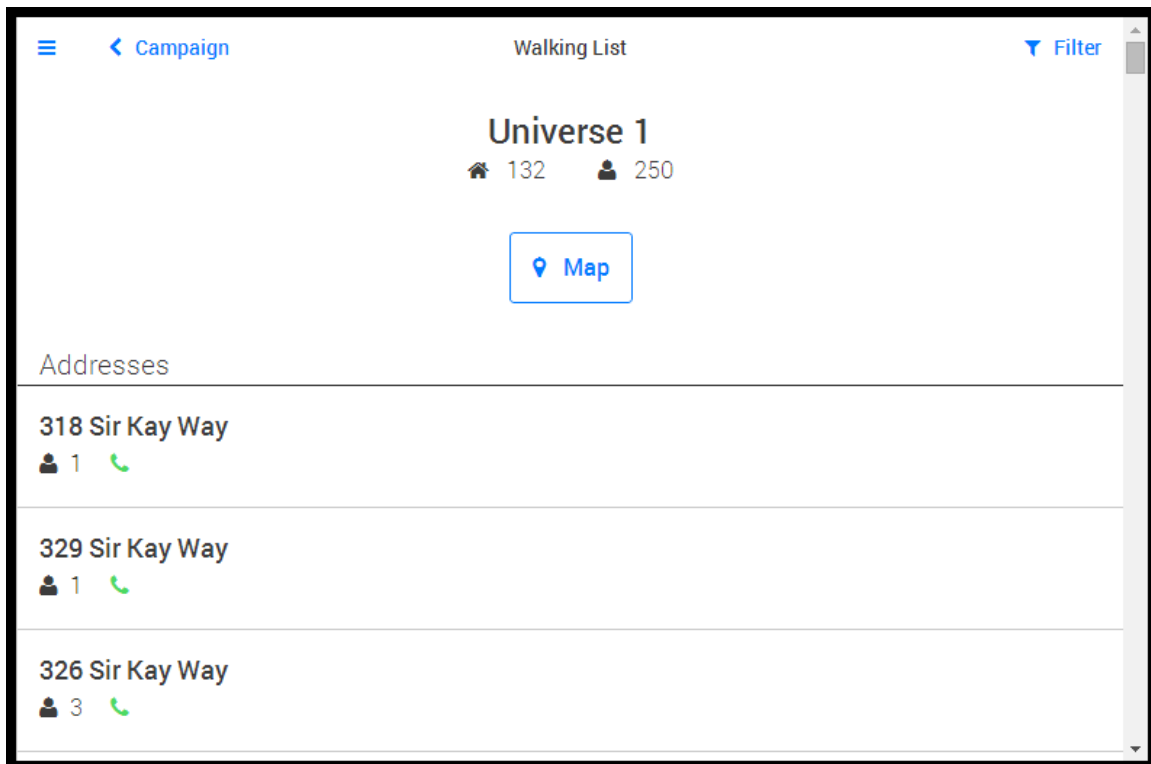 Campaign Walking List Filter
Universe 1
132 250
Map
Addresses
318 Sir Kay Way
1
329 Sir Kay Way
1
326 Sir Kay Way
3